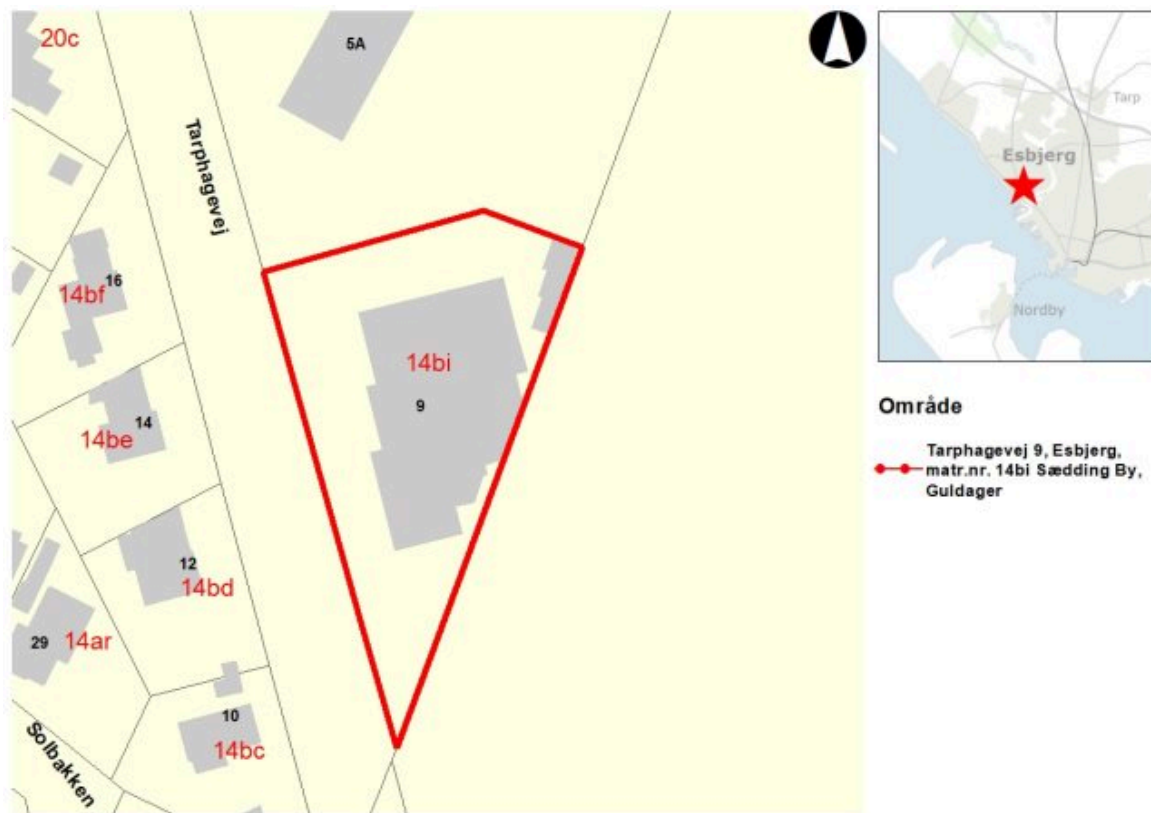 20c
5A
Tarphagevej
16
14bf
14bi
9
14
14be
12
14bd
29
14ar
10
14bc
Solbakken
Tarp
Esbjerg
Nordby
Område
Tarphagevej 9, Esbjerg,
matr.nr. 14bi Sædding By,
Guldager